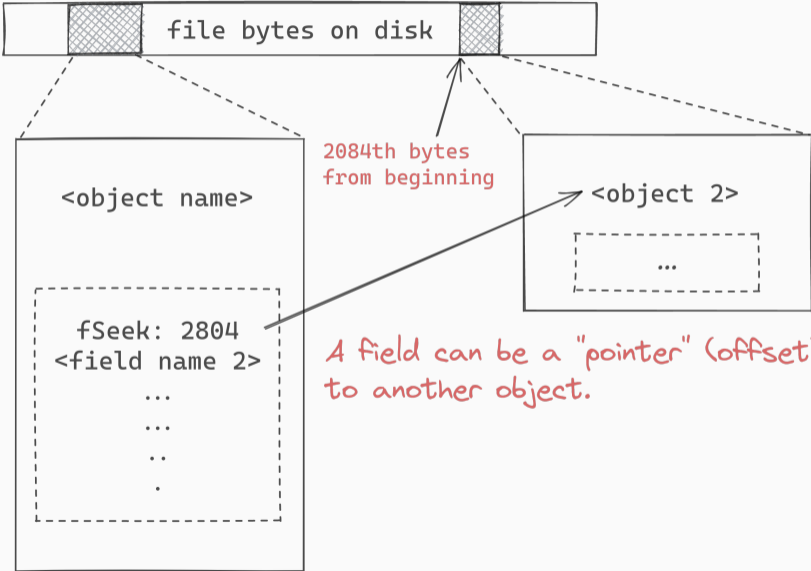 file bytes on disk
2084th bytes
from beginning
<object name>
<object 2>
...
fSeek: 2804
<field name 2>
...
...
..
.
A field can be a "pointer" (offset)
to another object.